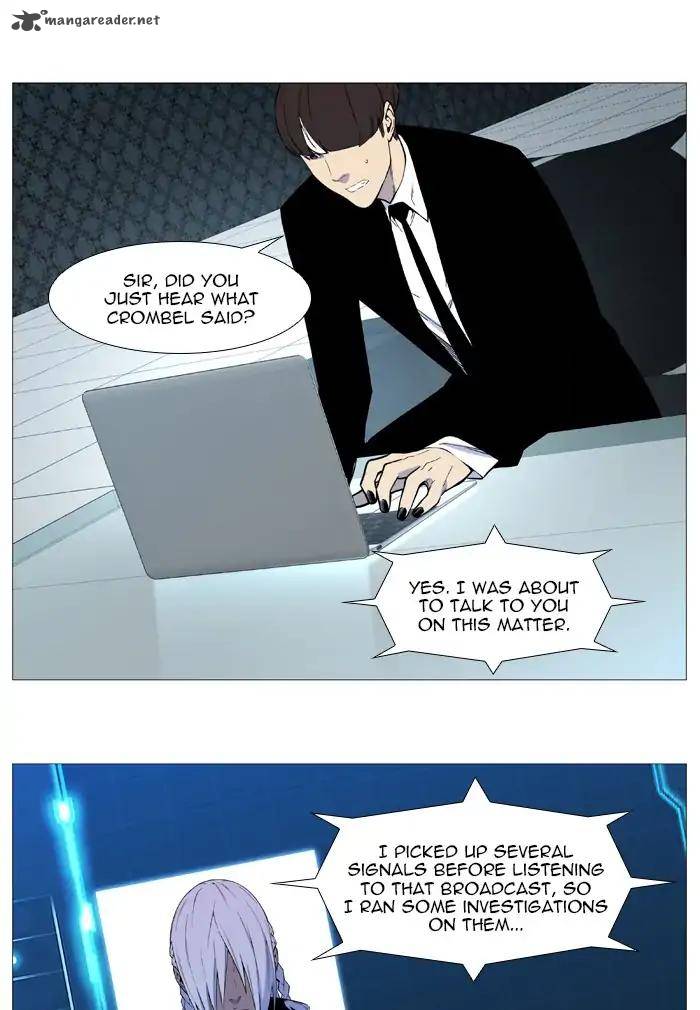 mangareader.net
SIR, DID YOU
JUST HEAR WHAT
CROMBEL SAID?
YES. I WAS ABOUT
TO TALK TO YOU
ON THIS MATTER.
I PICKED UP SEVERAL
SIGNALS BEFORE LISTENING
TO THAT BROADCAST, SO
I RAN SOME INVESTIGATIONS
ON THEM...